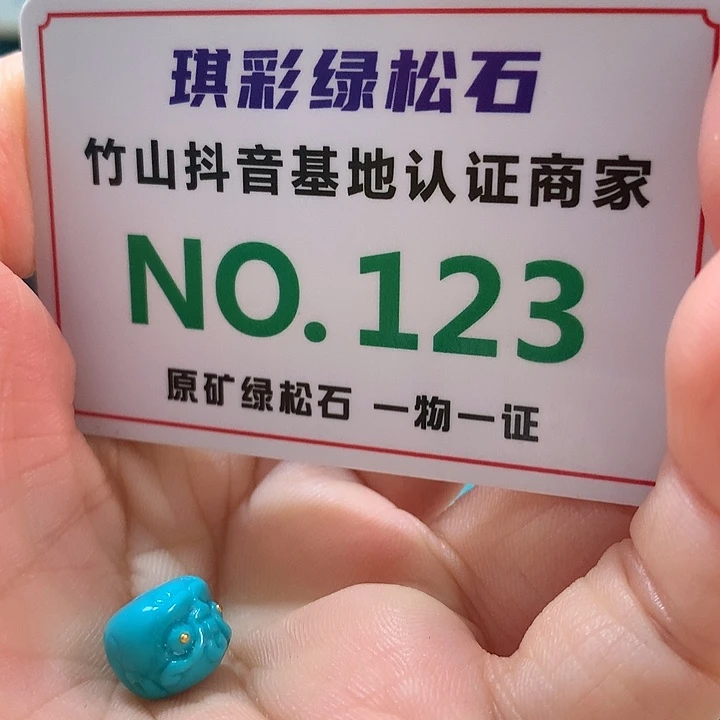 琪彩绿松石
竹山抖音基地认证商家
NO.123
原矿绿松石 一物一证